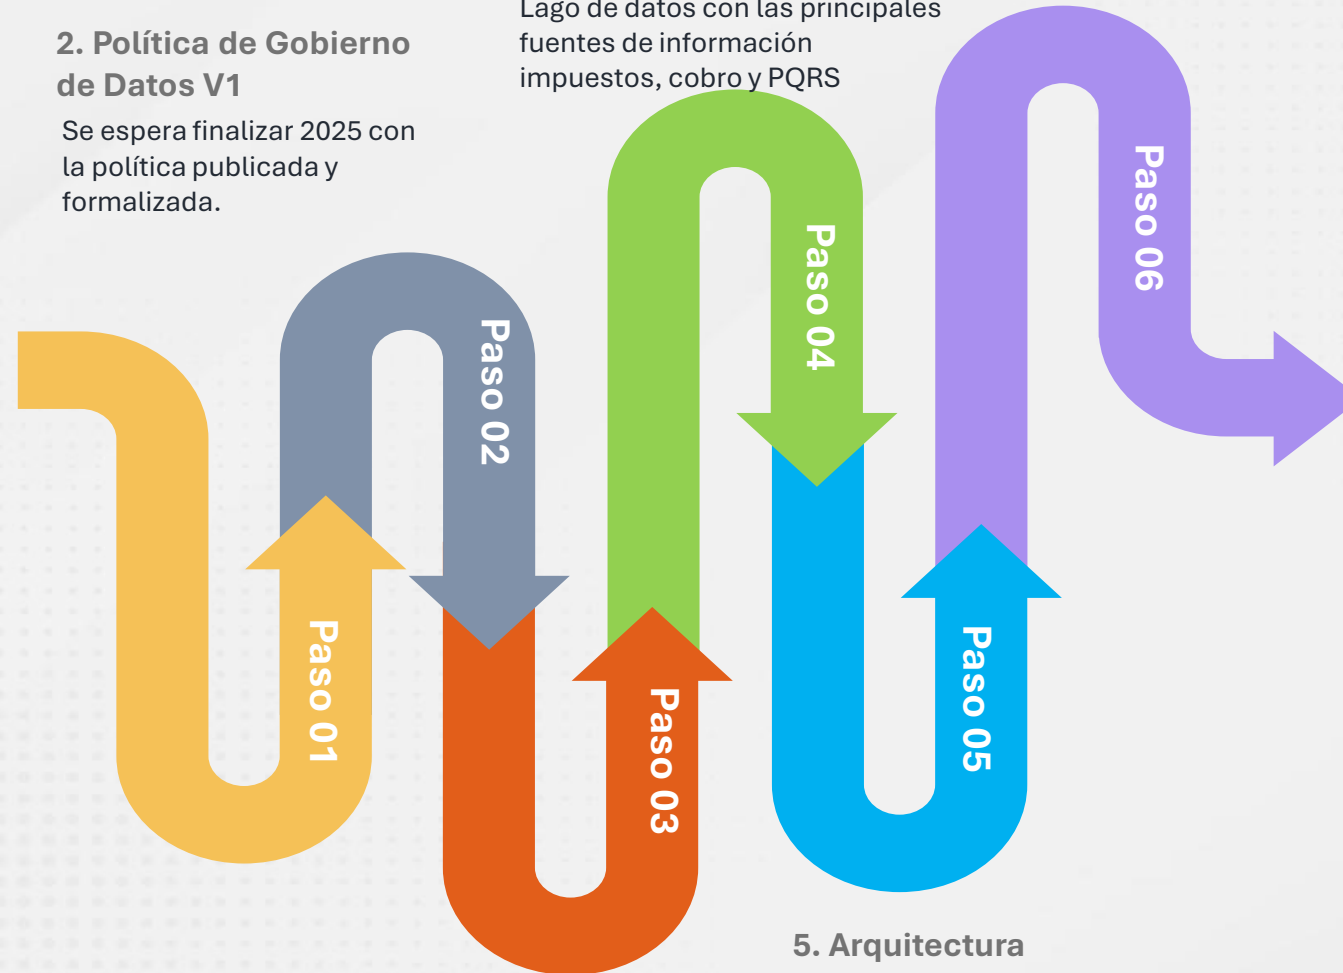 2. Política de Gobierno
de Datos V1
Se espera finalizar 2025 con
la política publicada y
formalizada.
Lago de datos con las principales
fuentes de información
impuestos, cobro y PQRS
Paso 01
Paso 02
Paso 03
Paso 04
Paso 05
Paso 06
5. Arquitectura